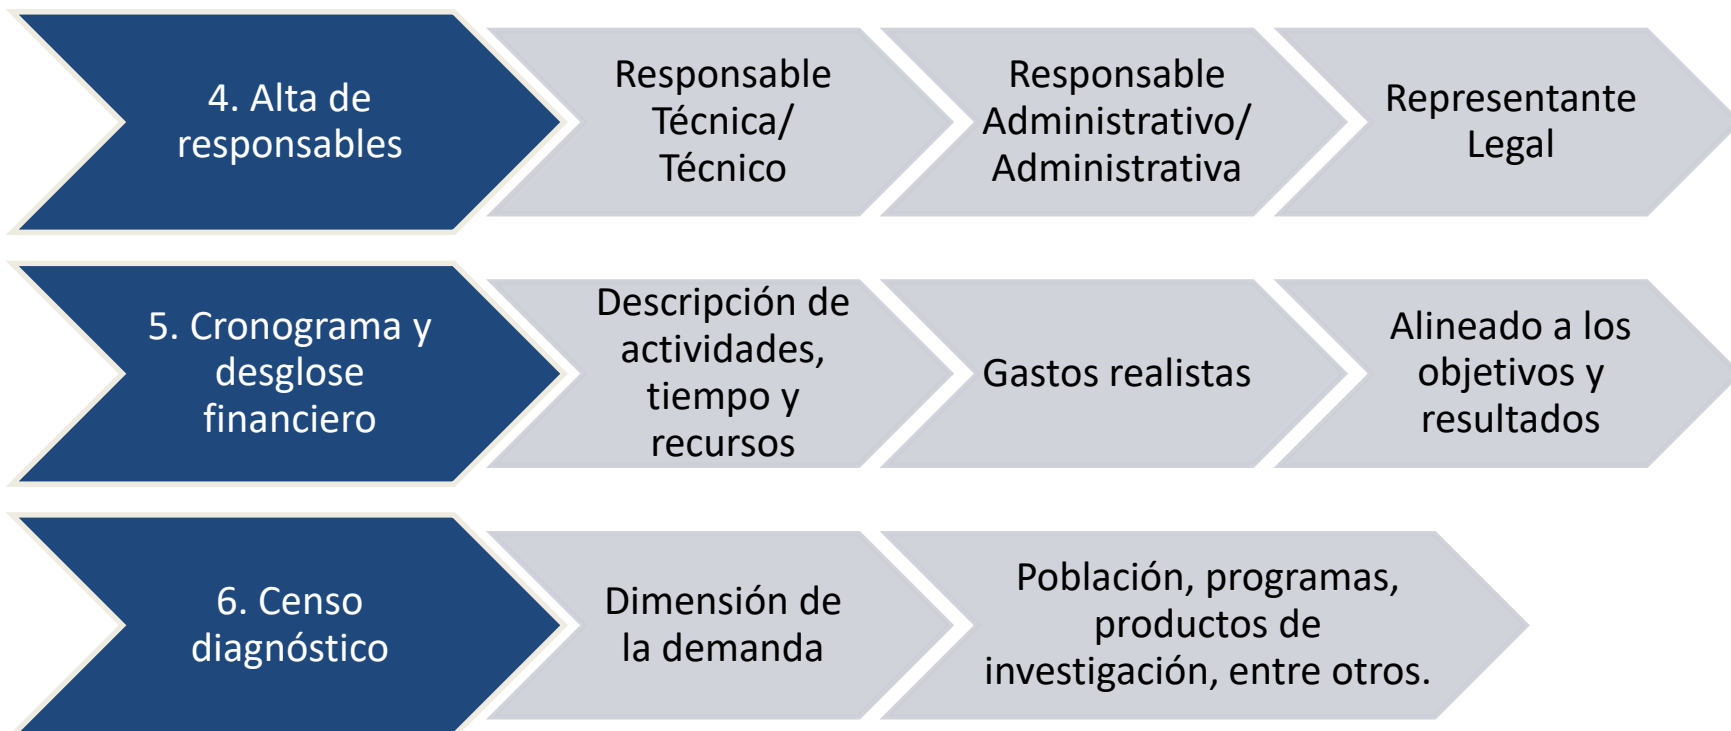 4. Alta de
responsables
Responsable
Técnica/
Técnico
Responsable
Administrativo/
Administrativa
Representante
Legal
5. Cronograma y
desglose
financiero
Descripción de
actividades,
tiempo y
recursos
Gastos realistas
Alineado a los
objetivos y
resultados
6. Censo
diagnóstico
Dimensión de
la demanda
Población, programas,
productos de
investigación, entre otros.